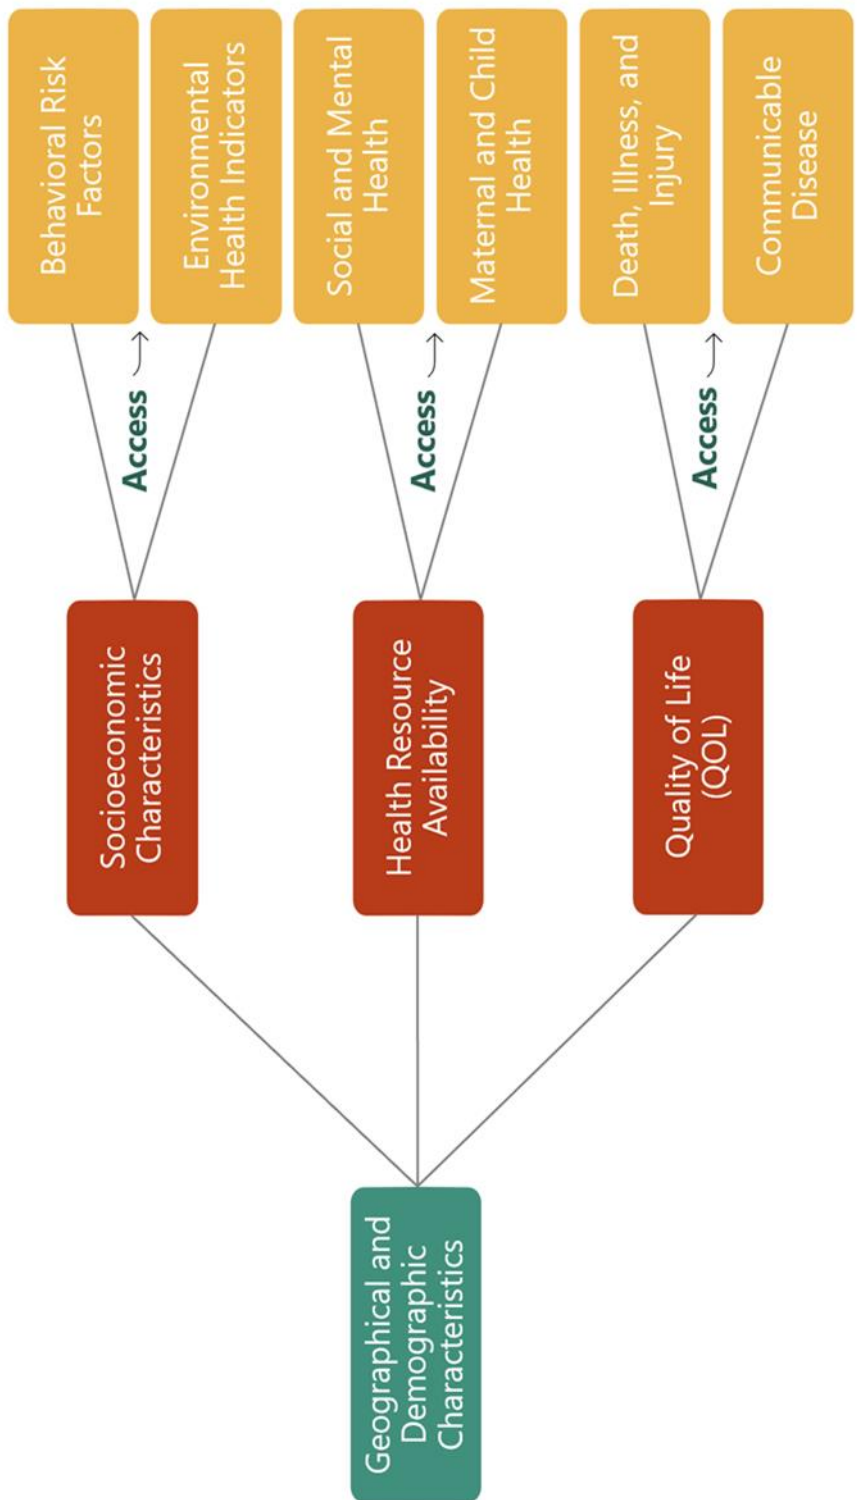 Geographical and
Demographic
Characteristics
Socioeconomic
Characteristics
Health Resource
Availability
Quality of Life
(QOL)
Access
Access
Access
Behavioral Risk
Factors
Environmental
Health Indicators
Social and Mental
Health
Maternal and Child
Health
Death, Illness, and
Injury
Communicable
Disease